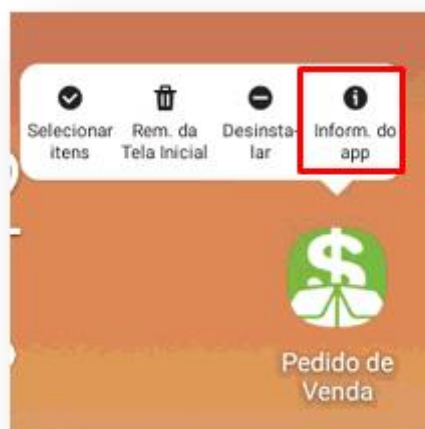 Selecionar
itens
Rem. da
Tela Inicial
Desinsta-
lar
Inform. do
app
Pedido de
Venda